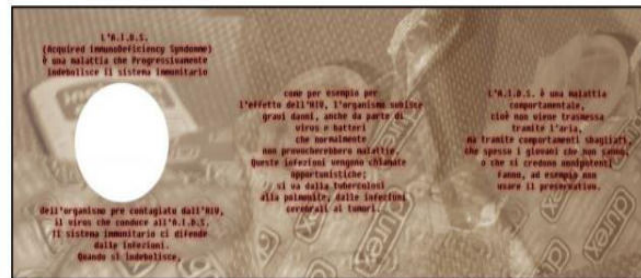 L'A.I.D.S.
(Acquired immunoDeficiency Syndomme)
è una malattia che Progressivamente
indebolisce Il sistema immunitario
dell'organismo pre contagiato dall'HIV,
il virus che conduce all'A.I.D.S.
Il sistema immunitario ci difende
dalle infezioni.
Quando si indebolisce,
come per esempio per
l'effetto dell'HIV, l'organismo subisce
gravi danni, anche da parte di
virus e batteri
che normalmente
non provocherebbero malattie.
Queste infezioni vengono chiamate
opportunistiche;
si va dalla tubercolosi
alla polmonite, dalle infezioni
cerebrali ai tumori.
L'A.I.D.S. è una malattia
comportamentale,
cioè non viene trasmessa
tramite l'aria,
ma tramite comportamenti sbagliati,
che spesso i giovani che non sanno,
o che si credono onnipotenti
fanno, ad esempio non
usare il preservativo.
durex
durex
durex